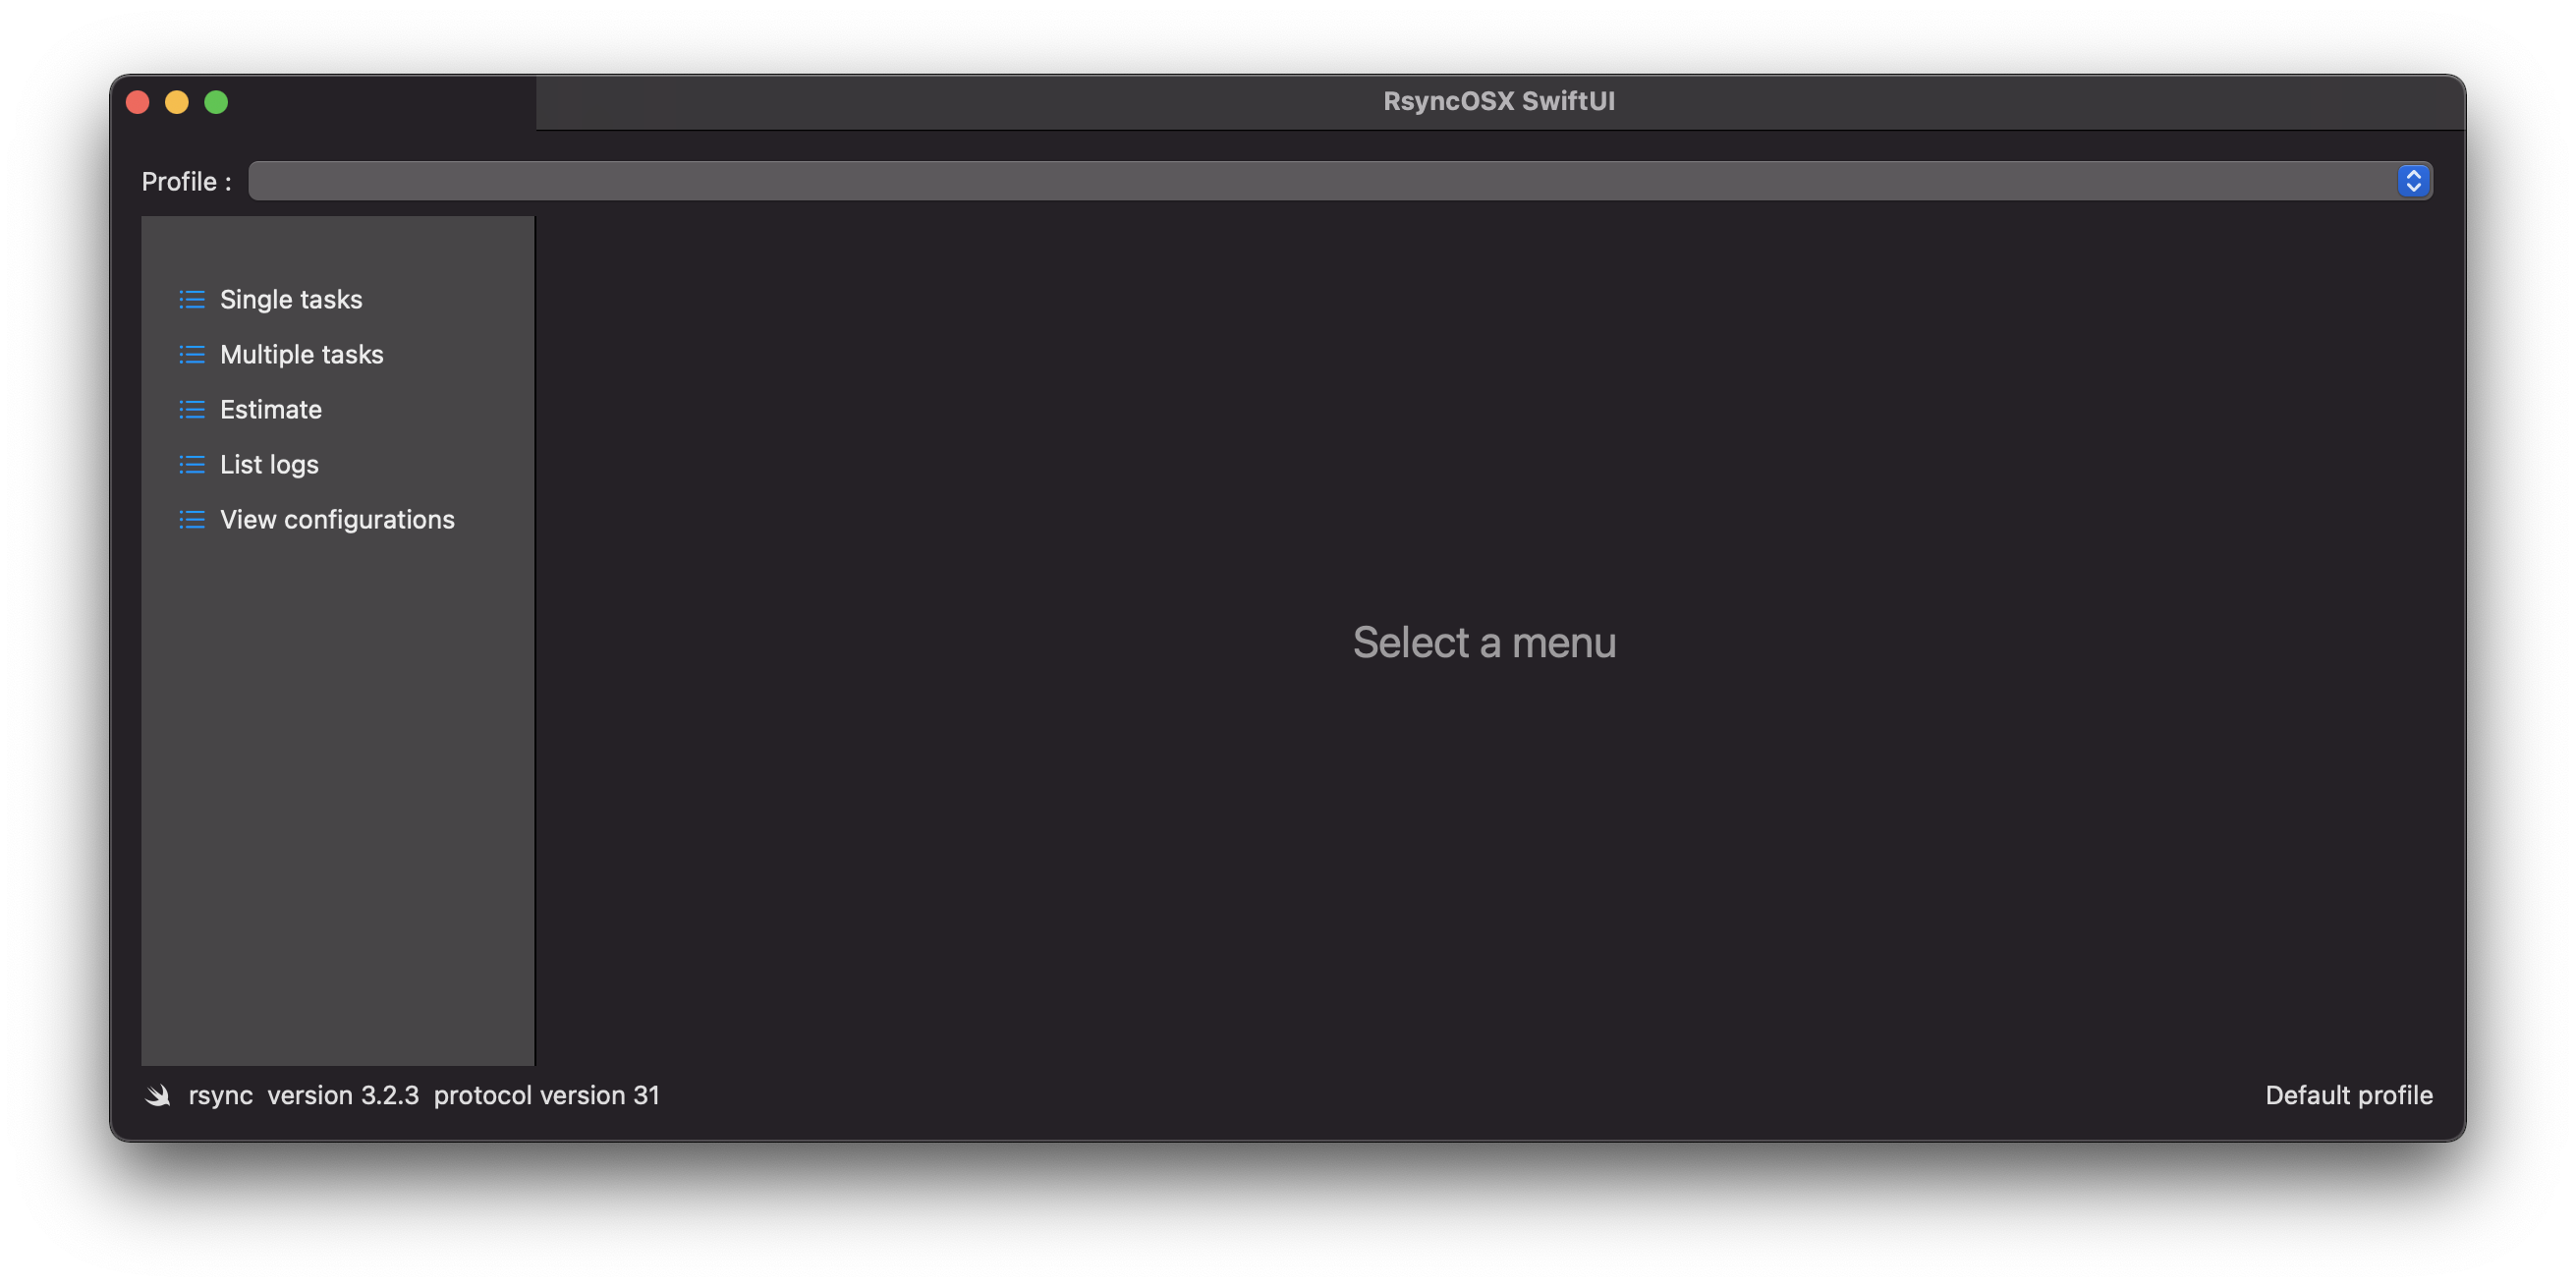 RsyncOSX SwiftUI
Profile :
Single tasks
Multiple tasks
Estimate
List logs
View configurations
Select a menu
rsync  version 3.2.3  protocol version 31
Default profile